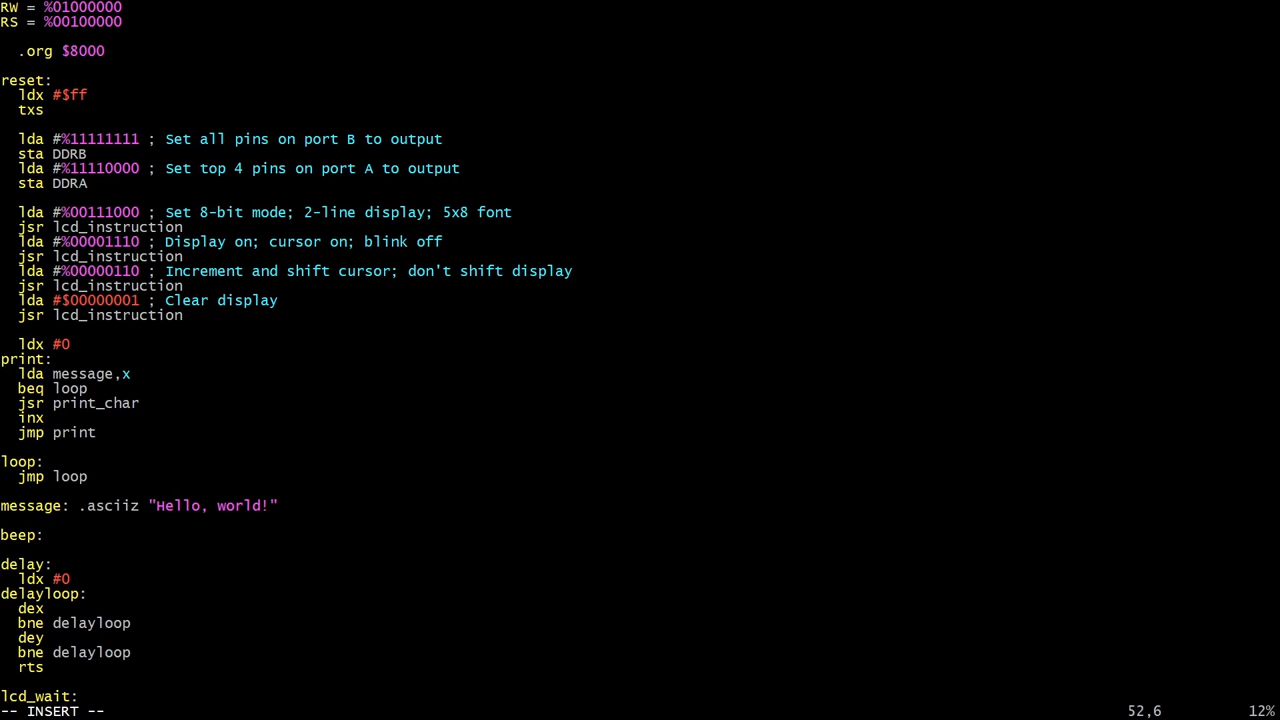 RW = %01000000
RS = %00100000
.org $8000
reset:
ldx #$ff
txs
lda #%11111111 ; Set all pins on port B to output
sta DDRB
lda #%11110000 ; Set top 4 pins on port A to output
sta DDRA
lda #%00111000 ; Set 8-bit mode; 2-line display; 5x8 font
jsr lcd_instruction
lda #%00001110 ; Display on; cursor on; blink off
jsr lcd_instruction
lda #%00000110 ; Increment and shift cursor; don't shift display
jsr lcd_instruction
lda #$00000001 ; Clear display
jsr lcd_instruction
ldx #0
print:
lda message,x
beq loop
jsr print_char
inx
jmp print
loop:
jmp loop
message: .asciiz "Hello, world!"
beep:
delay:
ldx #0
delayloop:
dex
bne delayloop
dey
bne delayloop
rts
lcd_wait:
-- INSERT -- 52,6 12%